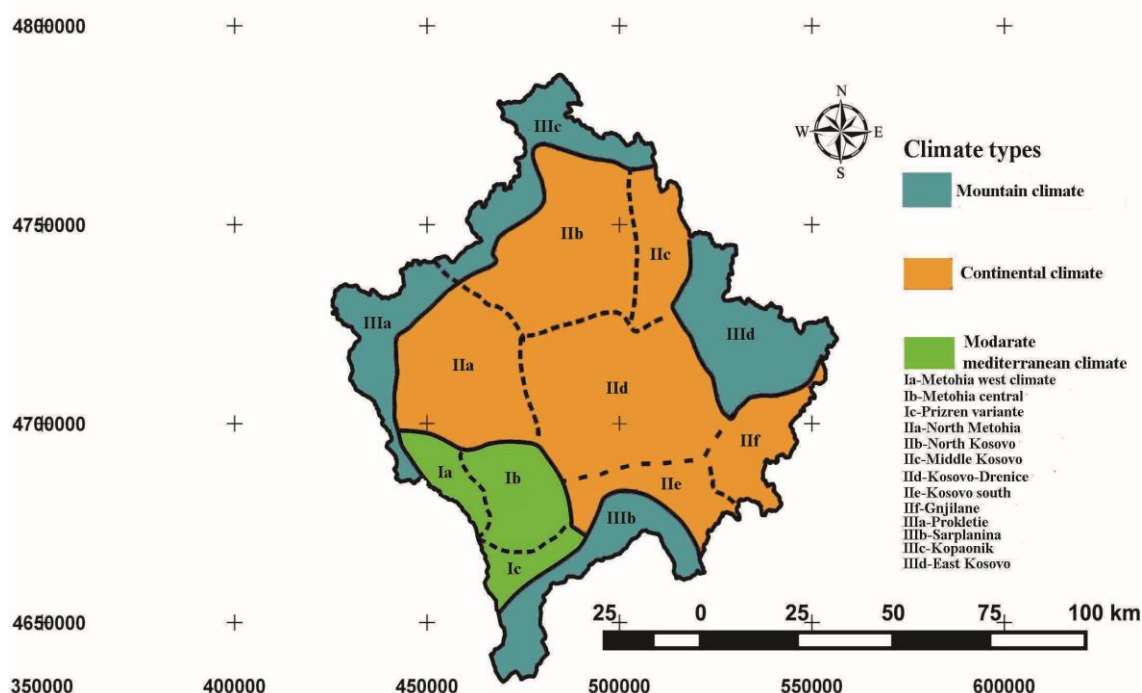 4800000
4750000
4700000
4650000
350000 400000 450000 500000 550000 600000
IIIc
IIb
IIc
IIIa
IIId
IIa
IId
IIf
Ia
Ib
IIe
IIIb
Ic
N
W E
S
Climate types
Mountain climate
Continental climate
Modarate
mediterranean climate
Ia-Metohia west climate
Ib-Metohia central
Ic-Prizren variante
IIa-North Metohia
IIb-North Kosovo
IIc-Middle Kosovo
IId-Kosovo-Drenice
IIe-Kosovo south
IIf-Gnjilane
IIIa-Prokletie
IIIb-Sarplanina
IIIc-Kopaonik
IIId-East Kosovo
25 0 25 50 75 100 km